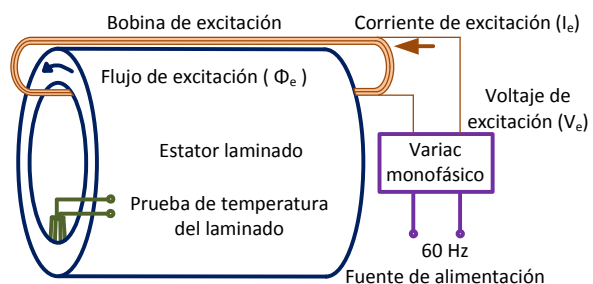 Bobina de excitación
Corriente de excitación (Ie)
Flujo de excitación ( Φe )
Voltaje de
excitación (Ve)
Estator laminado
Variac
monofásico
Prueba de temperatura
del laminado
60 Hz
Fuente de alimentación